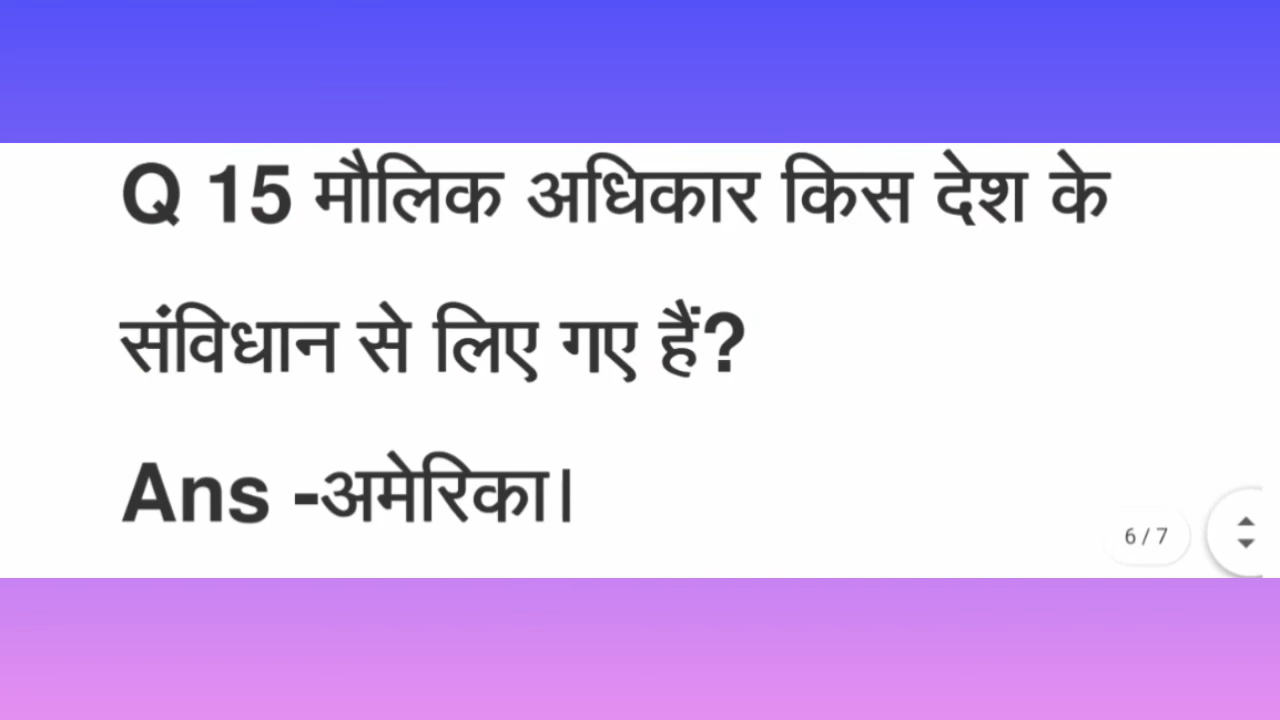 Q 15 मौलिक अधिकार किस देश के
संविधान से लिए गए हैं?
Ans -अमेरिका।
6 / 7